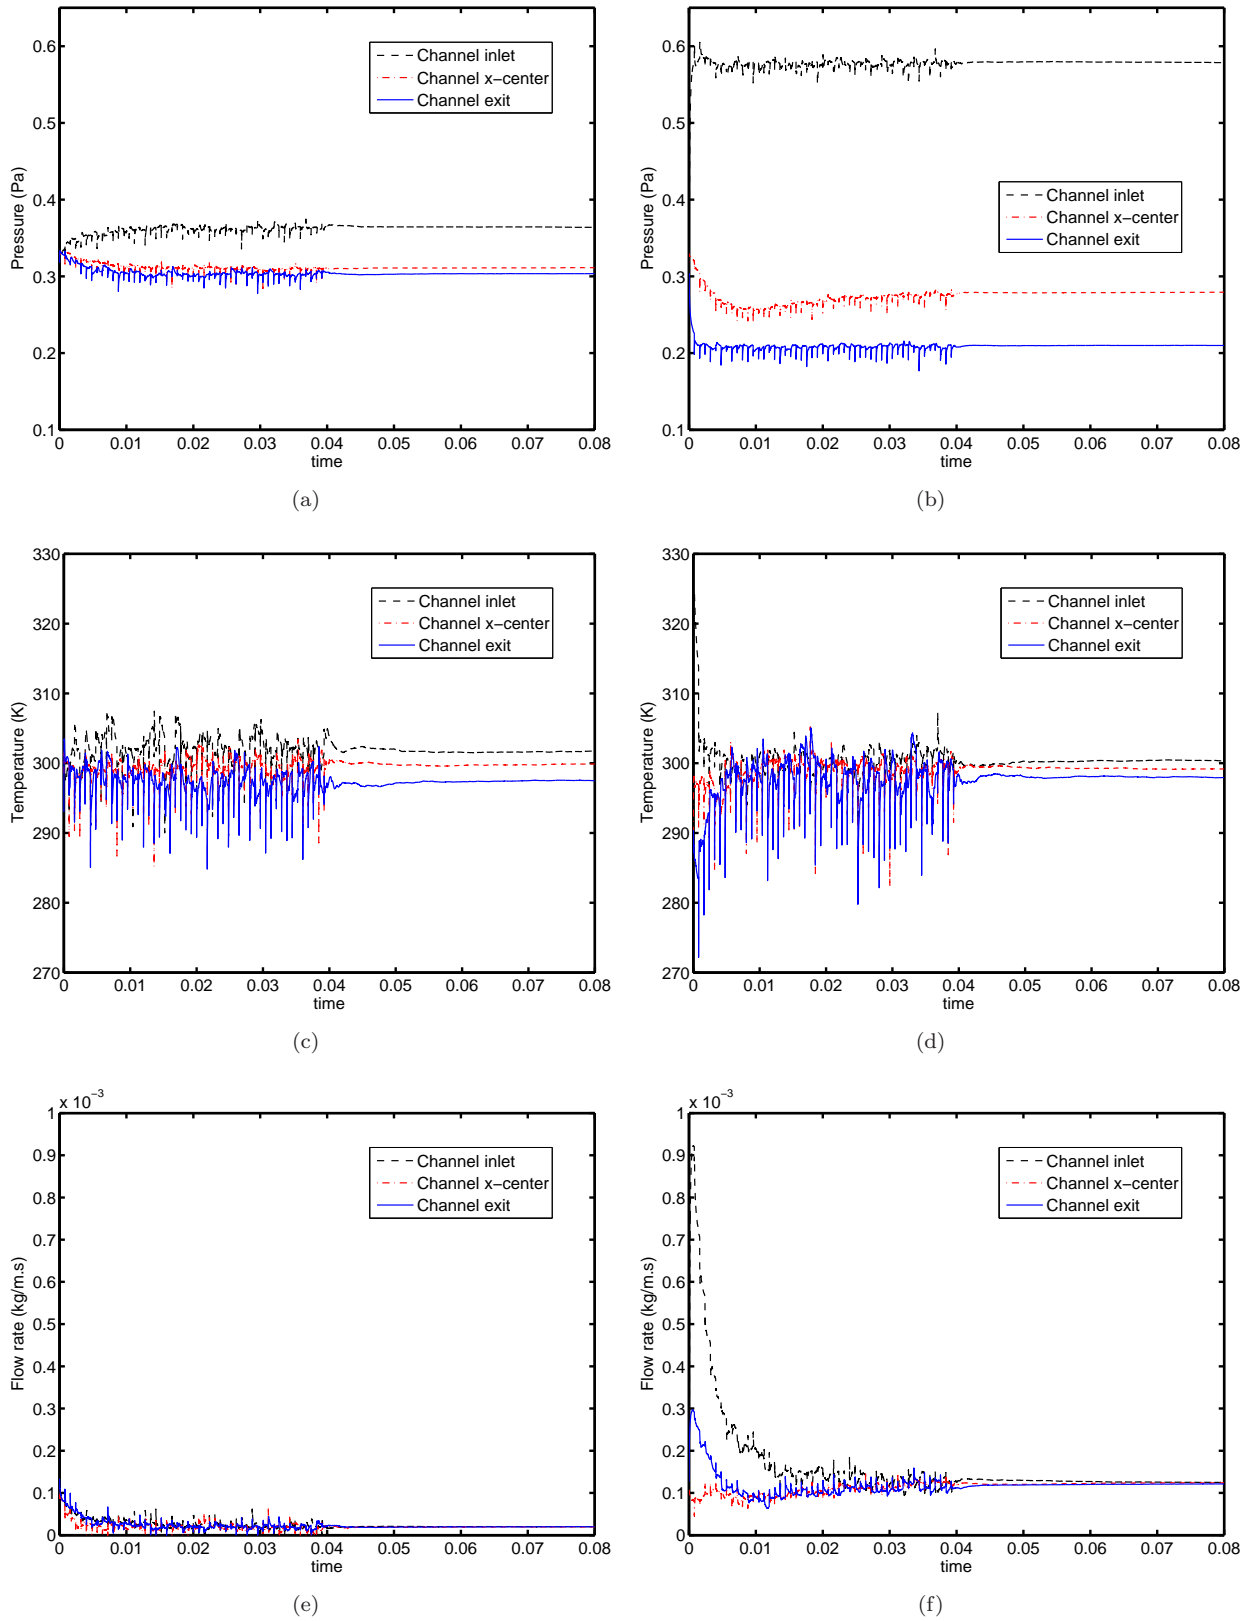 0.6
0.5
0.4
0.3
0.2
0.1
Pressure (Pa)
Channel inlet
Channel x−center
Channel exit
0 0.01 0.02 0.03 0.04 0.05 0.06 0.07 0.08
time
(a)
0.6
0.5
0.4
0.3
0.2
0.1
Pressure (Pa)
Channel inlet
Channel x−center
Channel exit
0 0.01 0.02 0.03 0.04 0.05 0.06 0.07 0.08
time
(b)
330
320
310
300
290
280
270
Temperature (K)
Channel inlet
Channel x−center
Channel exit
0 0.01 0.02 0.03 0.04 0.05 0.06 0.07 0.08
time
(c)
330
320
310
300
290
280
270
Temperature (K)
Channel inlet
Channel x−center
Channel exit
0 0.01 0.02 0.03 0.04 0.05 0.06 0.07 0.08
time
(d)
x 10−3
1
0.9
0.8
0.7
0.6
0.5
0.4
0.3
0.2
0.1
0
Flow rate (kg/m.s)
Channel inlet
Channel x−center
Channel exit
0 0.01 0.02 0.03 0.04 0.05 0.06 0.07 0.08
time
(e)
x 10−3
1
0.9
0.8
0.7
0.6
0.5
0.4
0.3
0.2
0.1
0
Flow rate (kg/m.s)
Channel inlet
Channel x−center
Channel exit
0 0.01 0.02 0.03 0.04 0.05 0.06 0.07 0.08
time
(f)